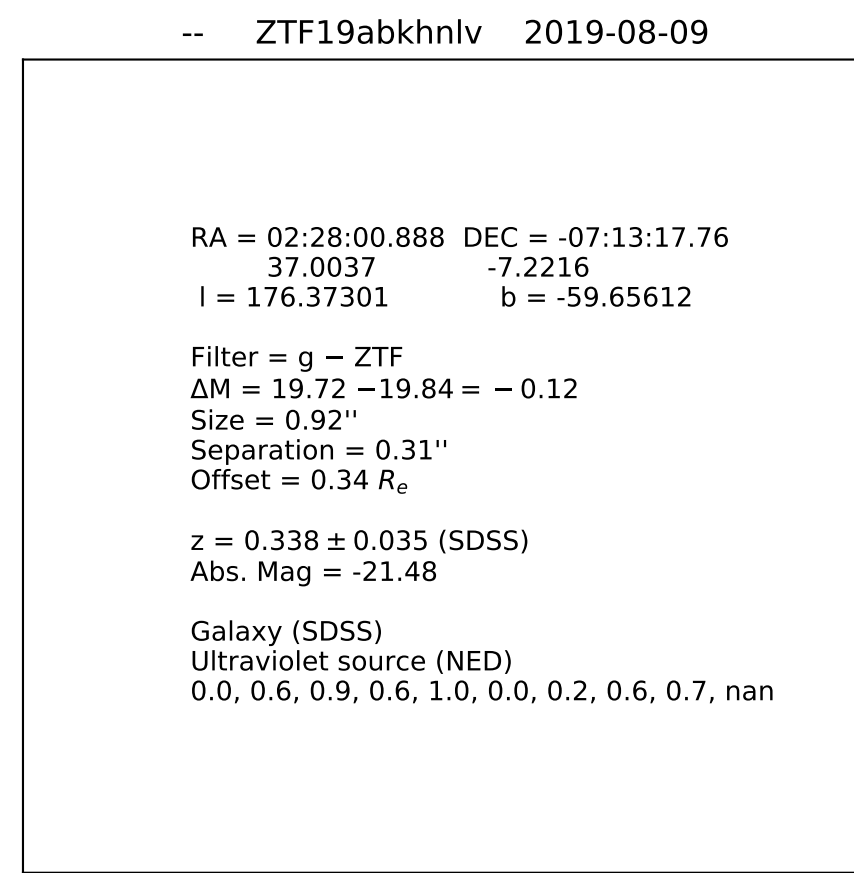 -- ZTF19abkhnlv 2019-08-09
RA = 02:28:00.888 DEC = -07:13:17.76
37.0037 -7.2216
l = 176.37301 b = -59.65612
Filter = g − ZTF
ΔM = 19.72 −19.84 = − 0.12
Size = 0.92''
Separation = 0.31''
Offset = 0.34 Rₑ
z = 0.338 ± 0.035 (SDSS)
Abs. Mag = -21.48
Galaxy (SDSS)
Ultraviolet source (NED)
0.0, 0.6, 0.9, 0.6, 1.0, 0.0, 0.2, 0.6, 0.7, nan